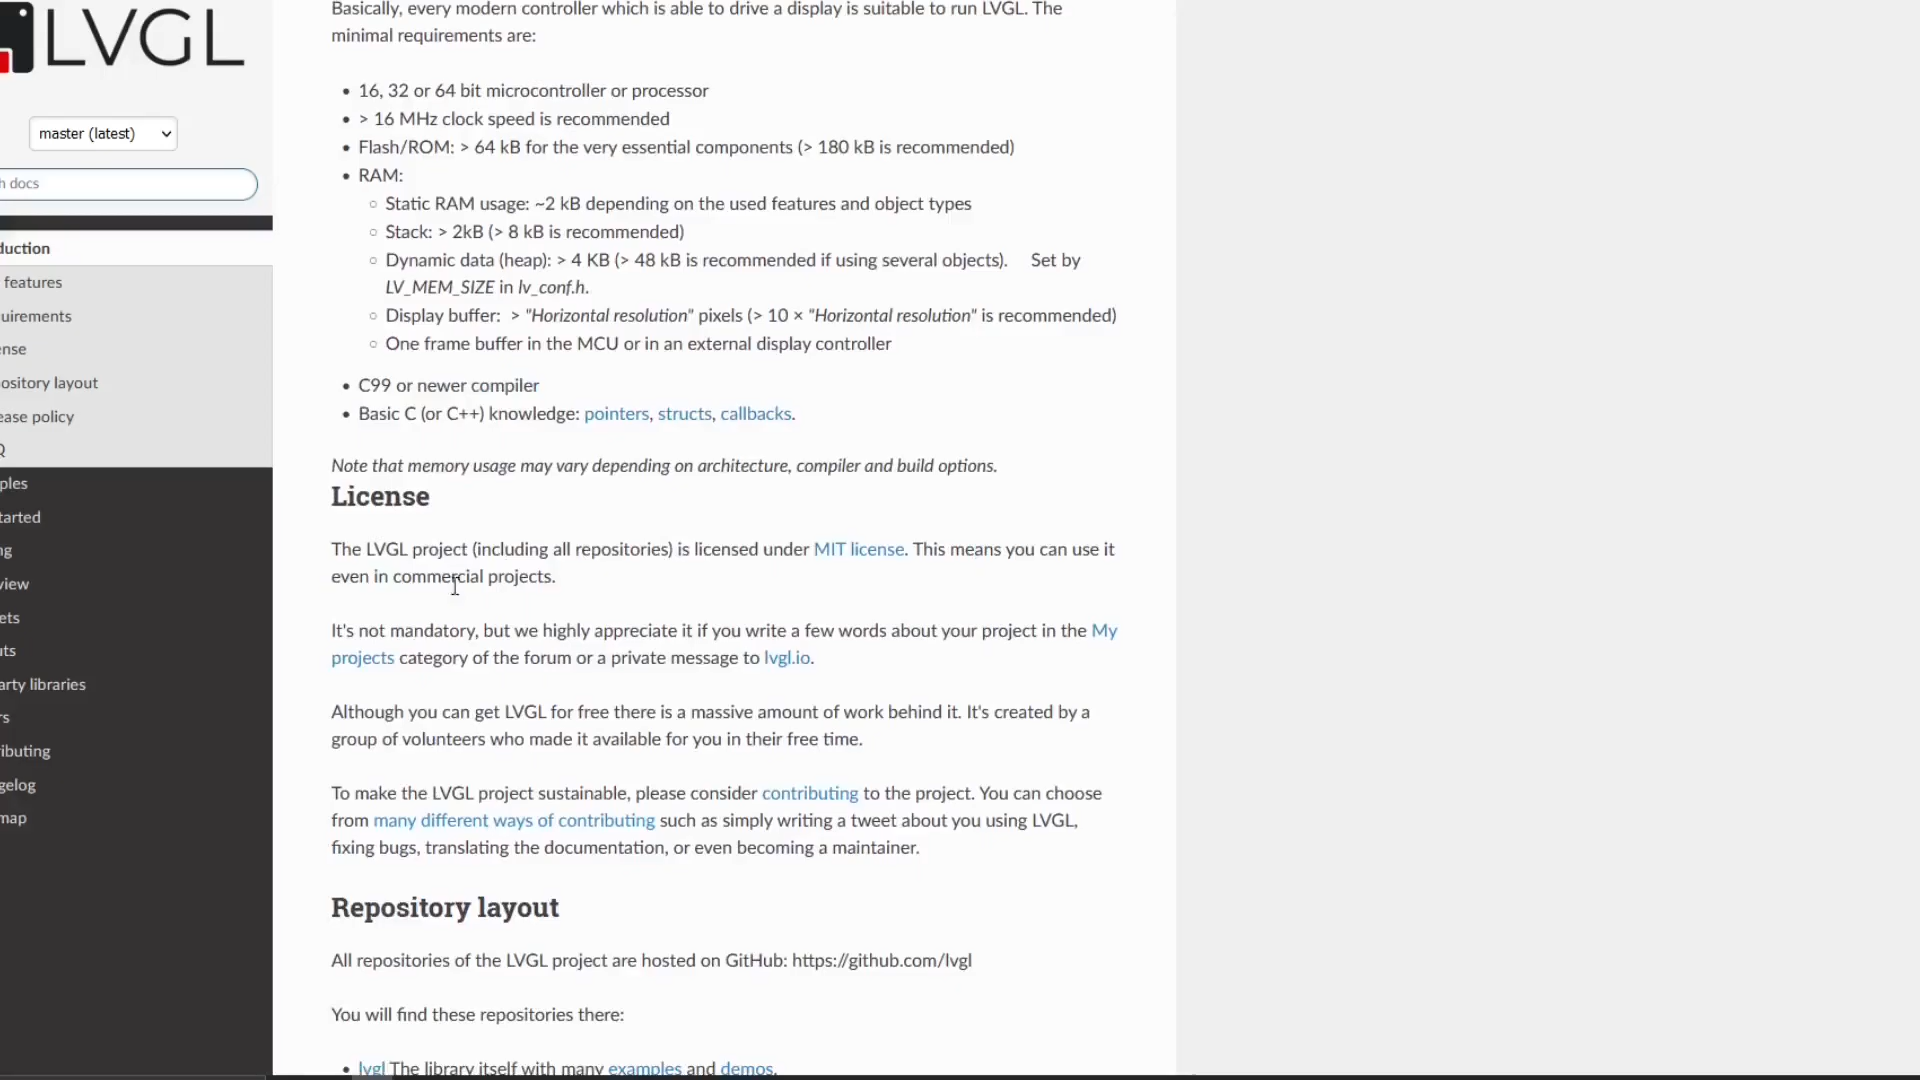 LVGL
master (latest)
h docs
duction
features
uirements
ense
ository layout
ease policy
Q
ples
tarted
ng
view
ets
uts
arty libraries
rs
ributing
gelog
map
Basically, every modern controller which is able to drive a display is suitable to run LVGL. The
minimal requirements are:
• 16, 32 or 64 bit microcontroller or processor
• > 16 MHz clock speed is recommended
• Flash/ROM: > 64 kB for the very essential components (> 180 kB is recommended)
• RAM:
◦ Static RAM usage: ~2 kB depending on the used features and object types
◦ Stack: > 2kB (> 8 kB is recommended)
◦ Dynamic data (heap): > 4 KB (> 48 kB is recommended if using several objects). Set by
LV_MEM_SIZE in lv_conf.h.
◦ Display buffer: > "Horizontal resolution" pixels (> 10 × "Horizontal resolution" is recommended)
◦ One frame buffer in the MCU or in an external display controller
• C99 or newer compiler
• Basic C (or C++) knowledge: pointers, structs, callbacks.
Note that memory usage may vary depending on architecture, compiler and build options.
License
The LVGL project (including all repositories) is licensed under MIT license. This means you can use it
even in commercial projects.
It's not mandatory, but we highly appreciate it if you write a few words about your project in the My
projects category of the forum or a private message to lvgl.io.
Although you can get LVGL for free there is a massive amount of work behind it. It's created by a
group of volunteers who made it available for you in their free time.
To make the LVGL project sustainable, please consider contributing to the project. You can choose
from many different ways of contributing such as simply writing a tweet about you using LVGL,
fixing bugs, translating the documentation, or even becoming a maintainer.
Repository layout
All repositories of the LVGL project are hosted on GitHub: https://github.com/lvgl
You will find these repositories there:
• lvgl The library itself with many examples and demos.